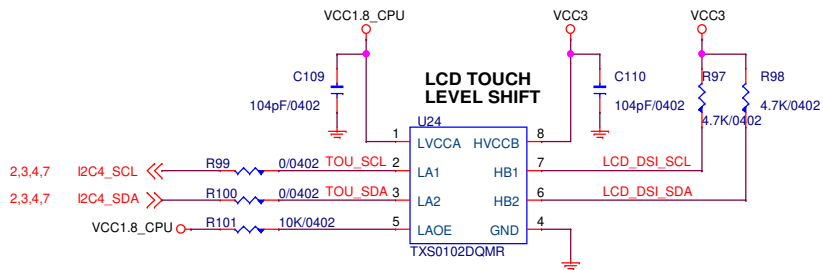 VCC1.8_CPU
VCC3
VCC3
C109
104pF/0402
LCD TOUCH
LEVEL SHIFT
C110
104pF/0402
R97
4.7K/0402
R98
4.7K/0402
U24
1 LVCCA HVCCB 8
2,3,4,7 I2C4_SCL R99 0/0402 TOU_SCL 2 LA1 HB1 7 LCD_DSI_SCL
2,3,4,7 I2C4_SDA R100 0/0402 TOU_SDA 3 LA2 HB2 6 LCD_DSI_SDA
VCC1.8_CPU R101 10K/0402 5 LAOE GND 4
TXS0102DQMR